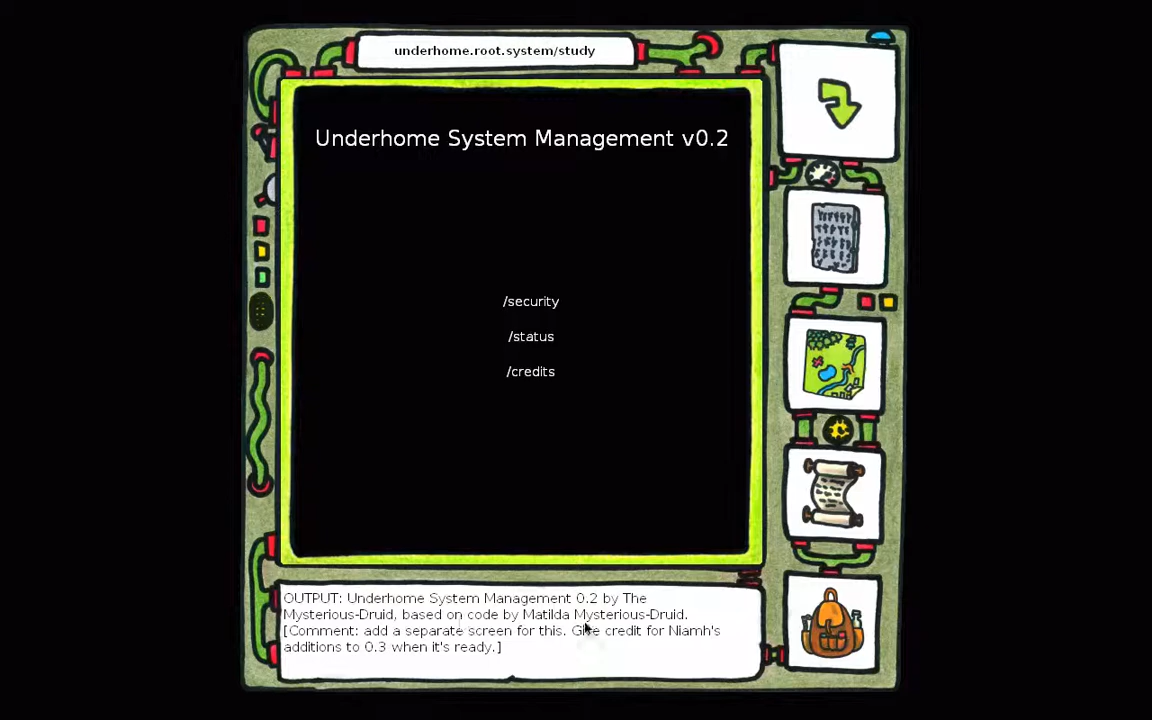 underhome.root.system/study
Underhome System Management v0.2
/security
/status
/credits
OUTPUT: Underhome System Management 0.2 by The
Mysterious-Druid, based on code by Matilda Mysterious-Druid.
[Comment: add a separate screen for this. Give credit for Niamh's
additions to 0.3 when it's ready.]